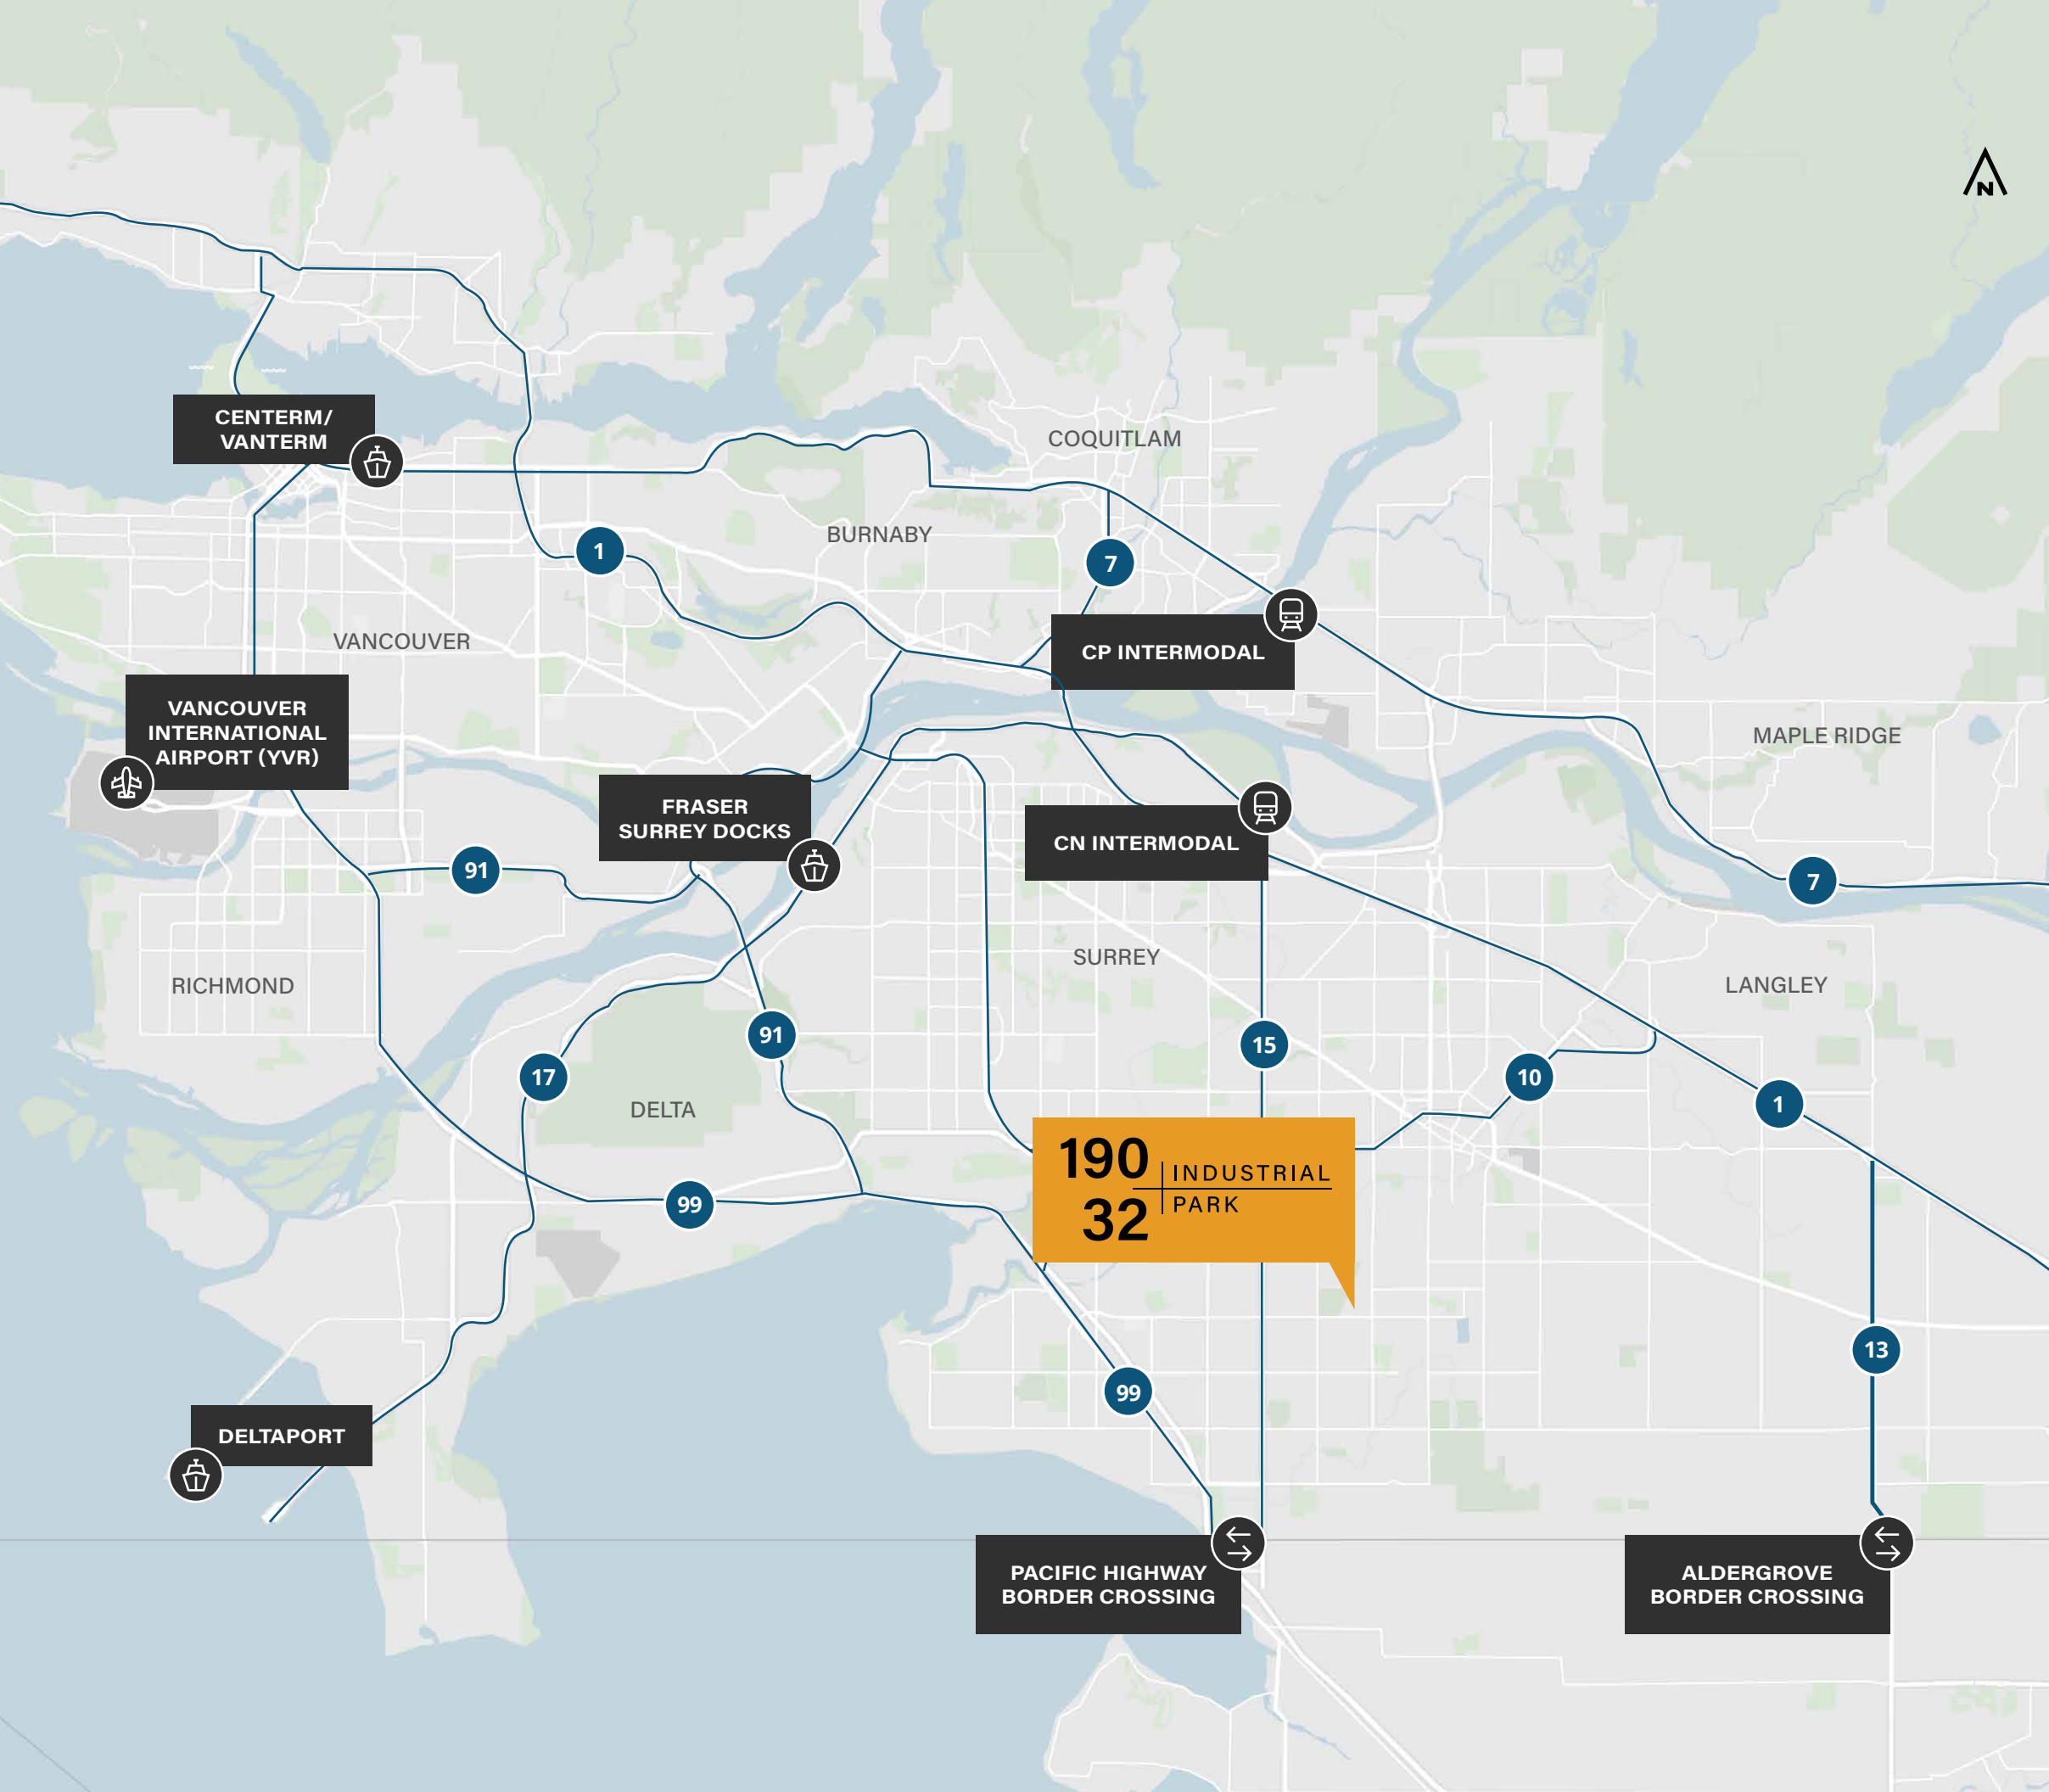 N
CENTERM/
VANTERM
COQUITLAM
BURNABY
1
7
VANCOUVER
CP INTERMODAL
VANCOUVER
INTERNATIONAL
AIRPORT (YVR)
MAPLE RIDGE
FRASER
SURREY DOCKS
CN INTERMODAL
91
7
SURREY
RICHMOND
LANGLEY
91
15
17
10
DELTA
1
190
32
INDUSTRIAL
PARK
99
13
99
DELTAPORT
PACIFIC HIGHWAY
BORDER CROSSING
ALDERGROVE
BORDER CROSSING